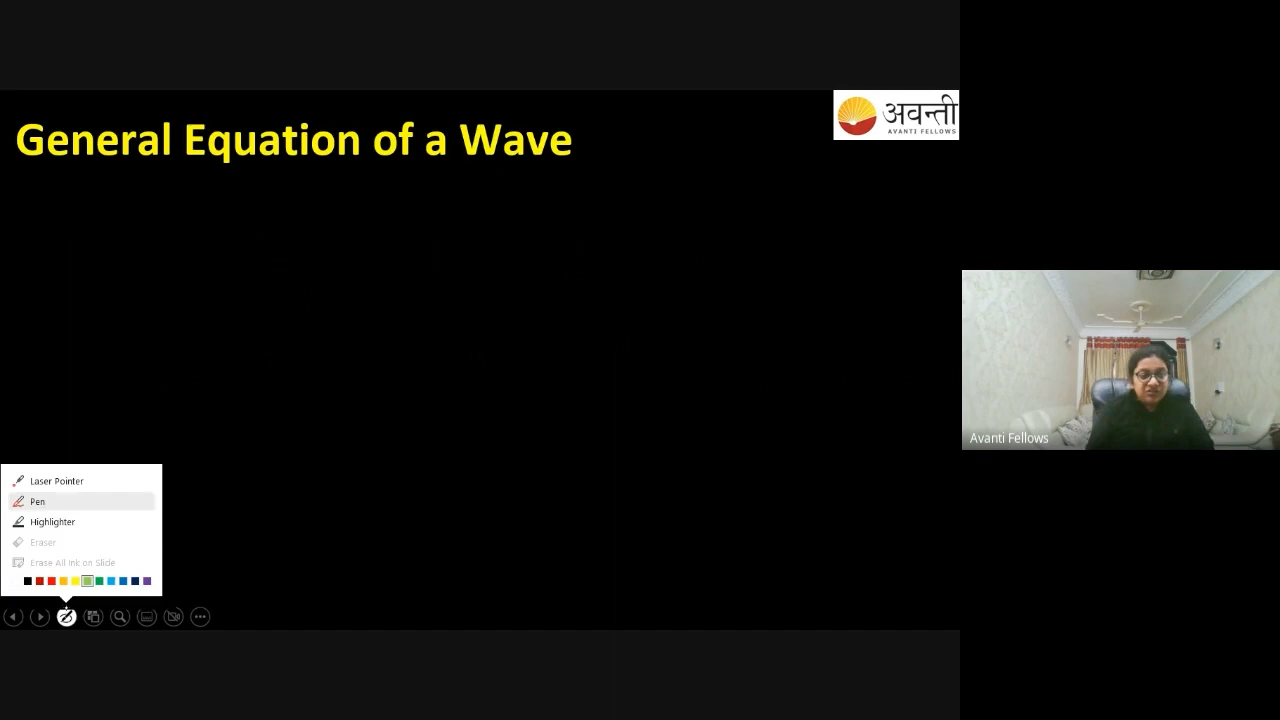 General Equation of a Wave
अवन्ती
AVANTI FELLOWS
Laser Pointer
Pen
Highlighter
Eraser
Erase All Ink on Slide
Avanti Fellows